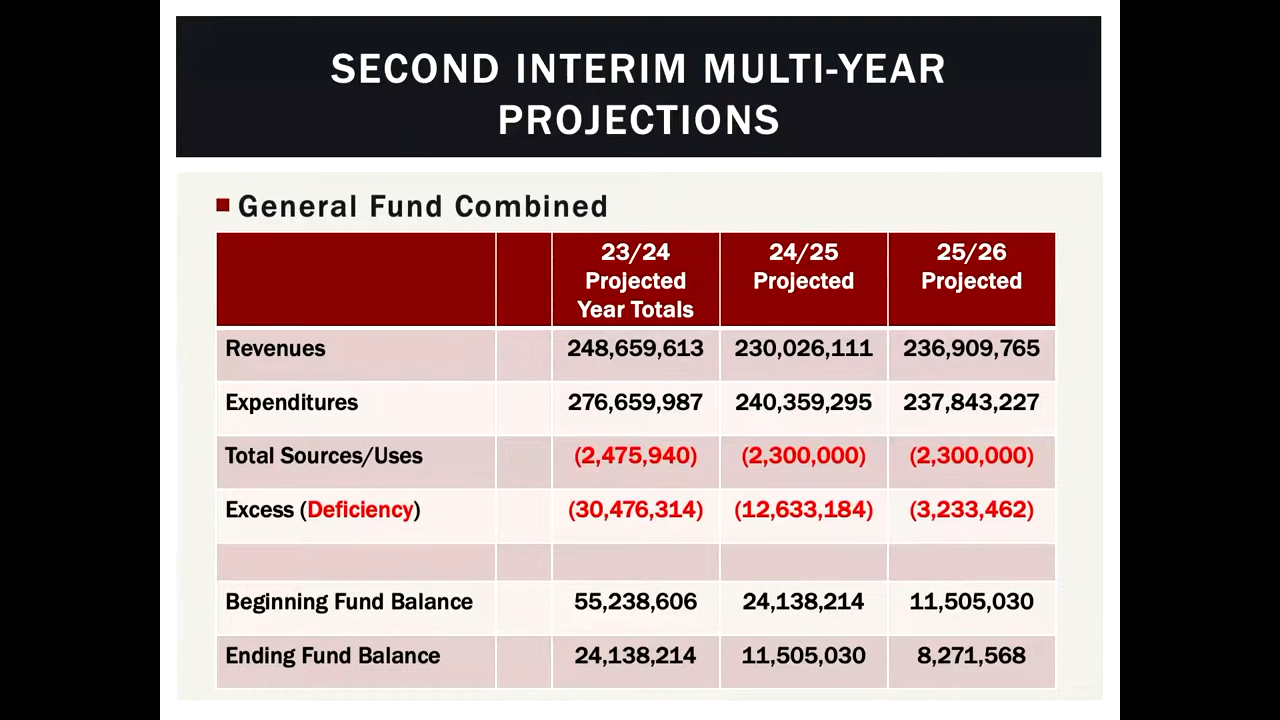 SECOND INTERIM MULTI-YEAR
PROJECTIONS
General Fund Combined
23/24 Projected Year Totals 24/25 Projected 25/26 Projected
Revenues 248,659,613 230,026,111 236,909,765
Expenditures 276,659,987 240,359,295 237,843,227
Total Sources/Uses (2,475,940) (2,300,000) (2,300,000)
Excess (Deficiency) (30,476,314) (12,633,184) (3,233,462)
Beginning Fund Balance 55,238,606 24,138,214 11,505,030
Ending Fund Balance 24,138,214 11,505,030 8,271,568